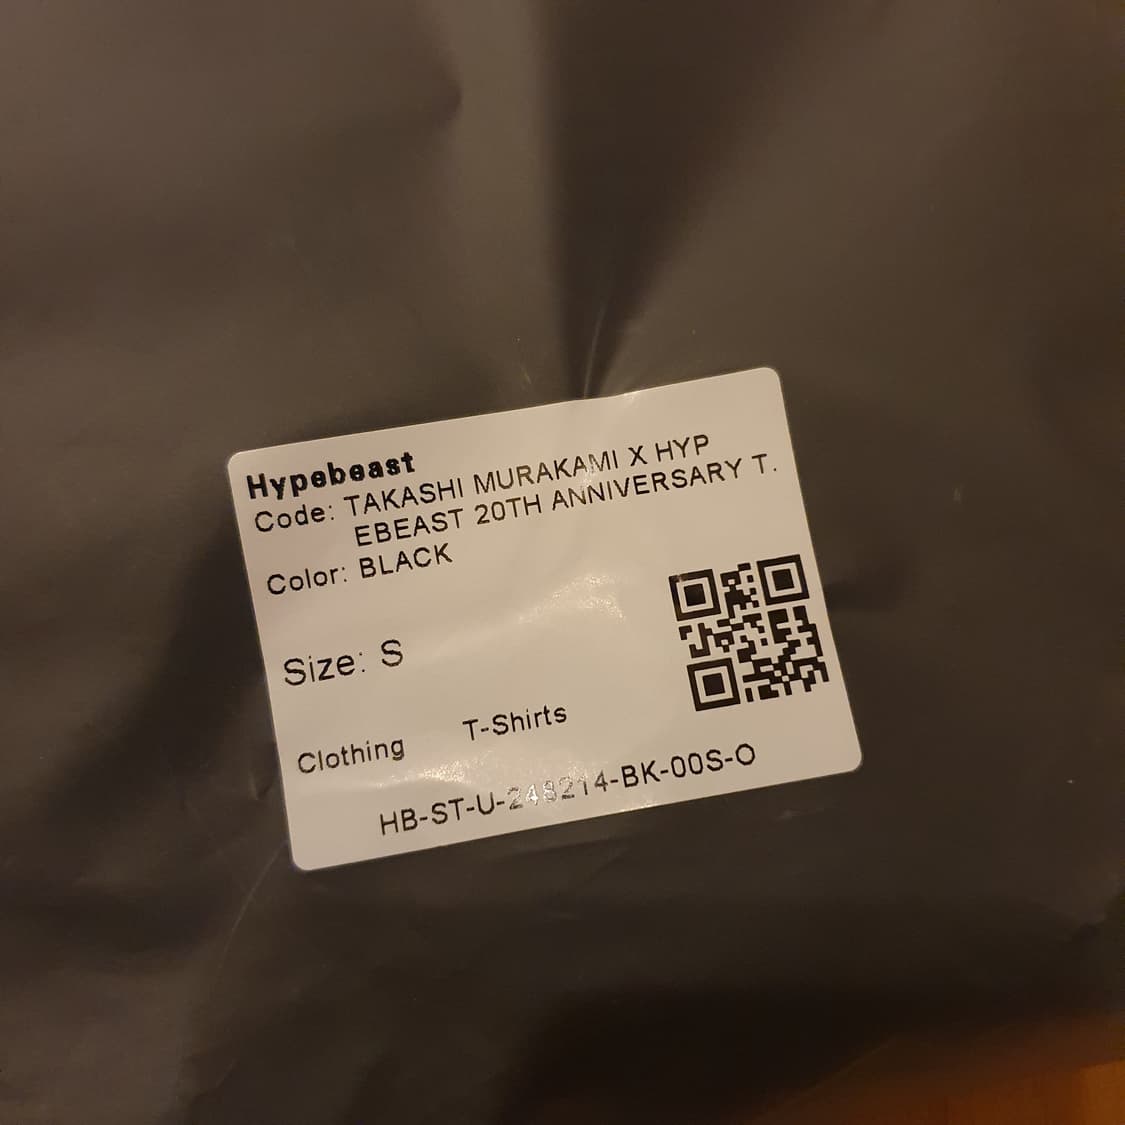 Hypebeast
Code: TAKASHI MURAKAMI X HYP
EBEAST 20TH ANNIVERSARY T.
Color: BLACK
Size: S
Clothing T-Shirts
HB-ST-U-248214-BK-00S-O